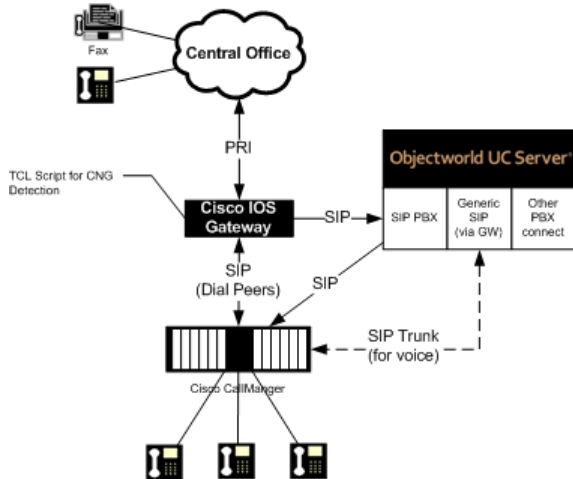 Fax
Central Office
PRI
TCL Script for CNG
Detection
Cisco IOS
Gateway
SIP
Objectworld UC Server
SIP PBX
Generic
SIP
(via GW)
Other
PBX
connect
SIP
(Dial Peers)
SIP
SIP Trunk
(for voice)
Cisco CallManger